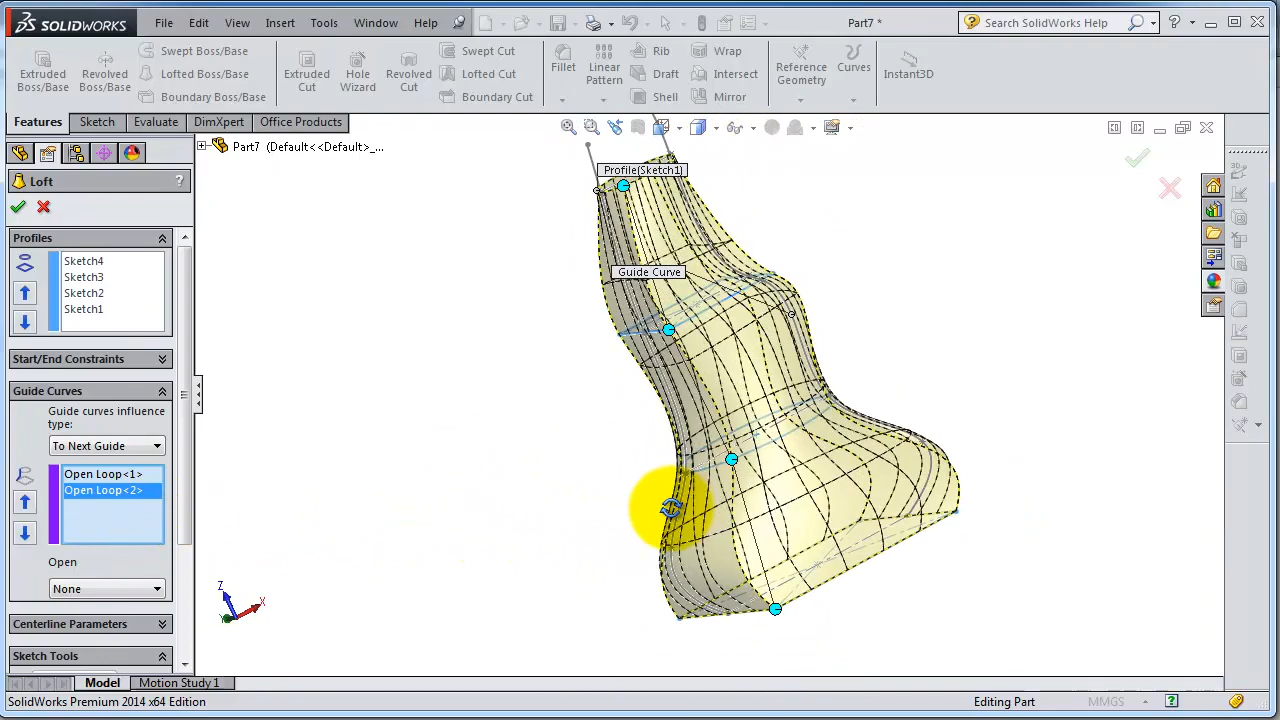 SOLIDWORKS File Edit View Insert Tools Window Help Part7 * Search SolidWorks Help
Extruded Boss/Base
Revolved Boss/Base
Swept Boss/Base
Lofted Boss/Base
Boundary Boss/Base
Extruded Cut
Hole Wizard
Revolved Cut
Swept Cut
Lofted Cut
Boundary Cut
Fillet
Linear Pattern
Rib
Draft
Shell
Wrap
Intersect
Mirror
Reference Geometry
Curves
Instant3D
Features Sketch Evaluate DimXpert Office Products
Part7 (Default<<Default>_...
Loft ?
Profiles
Sketch4
Sketch3
Sketch2
Sketch1
Start/End Constraints
Guide Curves
Guide curves influence
type:
To Next Guide
Open Loop<1>
Open Loop<2>
Open
None
Centerline Parameters
Sketch Tools
Profile(Sketch1)
Guide Curve
Z
X
Model Motion Study 1
SolidWorks Premium 2014 x64 Edition Editing Part MMGS